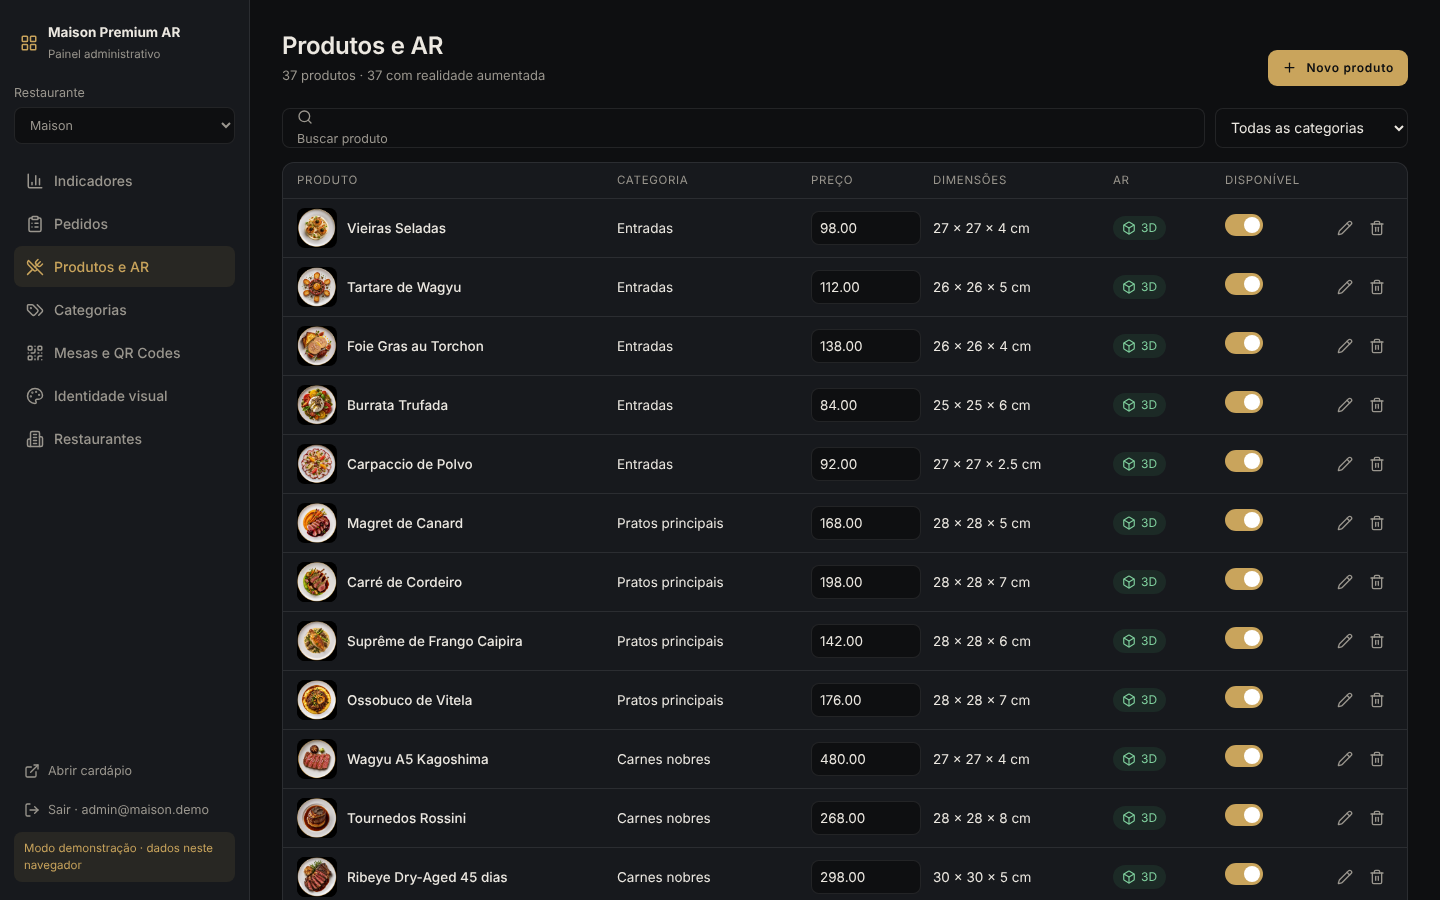 Maison Premium AR
Painel administrativo
Restaurante
Maison
Indicadores
Pedidos
Produtos e AR
Categorias
Mesas e QR Codes
Identidade visual
Restaurantes
Abrir cardápio
Sair · admin@maison.demo
Modo demonstração · dados neste
navegador
Produtos e AR
37 produtos · 37 com realidade aumentada
Novo produto
Buscar produto
Todas as categorias
PRODUTO CATEGORIA PREÇO DIMENSÕES AR DISPONÍVEL
Vieiras Seladas Entradas 98.00 27 × 27 × 4 cm 3D
Tartare de Wagyu Entradas 112.00 26 × 26 × 5 cm 3D
Foie Gras au Torchon Entradas 138.00 26 × 26 × 4 cm 3D
Burrata Trufada Entradas 84.00 25 × 25 × 6 cm 3D
Carpaccio de Polvo Entradas 92.00 27 × 27 × 2.5 cm 3D
Magret de Canard Pratos principais 168.00 28 × 28 × 5 cm 3D
Carré de Cordeiro Pratos principais 198.00 28 × 28 × 7 cm 3D
Suprême de Frango Caipira Pratos principais 142.00 28 × 28 × 6 cm 3D
Ossobuco de Vitela Pratos principais 176.00 28 × 28 × 7 cm 3D
Wagyu A5 Kagoshima Carnes nobres 480.00 27 × 27 × 4 cm 3D
Tournedos Rossini Carnes nobres 268.00 28 × 28 × 8 cm 3D
Ribeye Dry-Aged 45 dias Carnes nobres 298.00 30 × 30 × 5 cm 3D